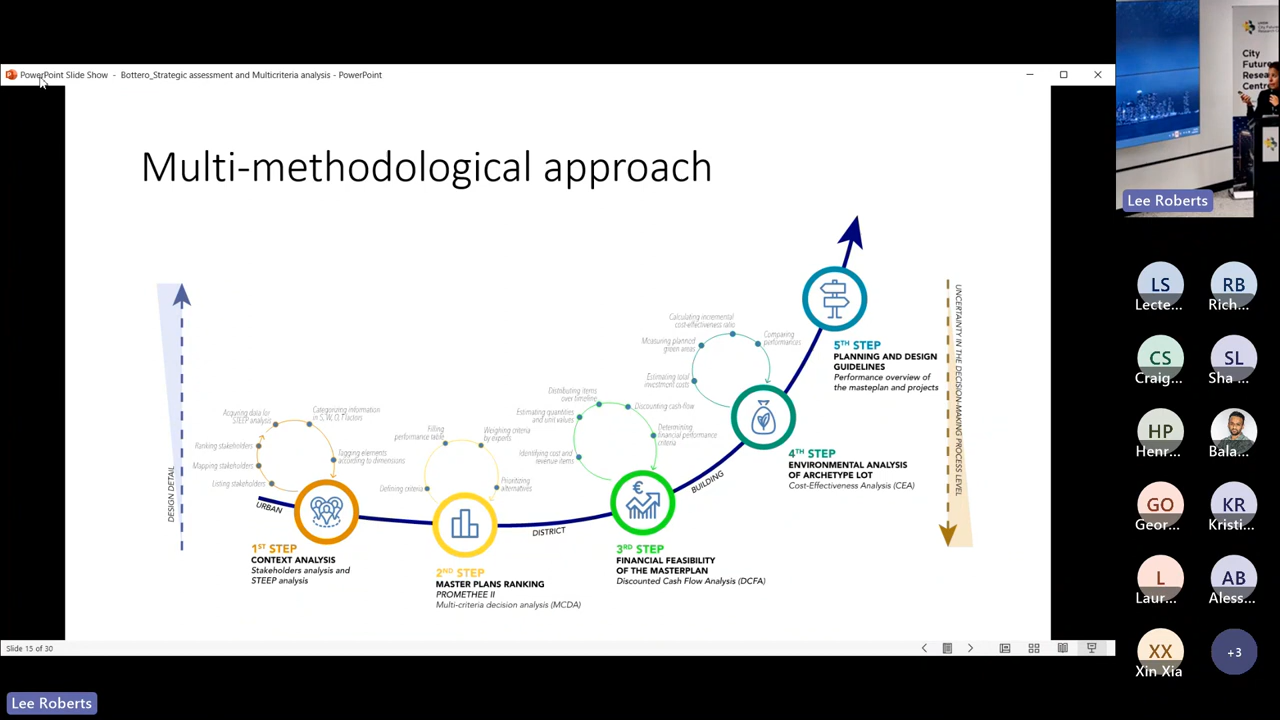 PowerPoint Slide Show - Bottero_Strategic assessment and Multicriteria analysis - PowerPoint
Multi-methodological approach
DESIGN DETAIL
UNCERTAINTY IN THE DECISION-MAKING PROCESS LEVEL
Listing stakeholders
Mapping stakeholders
Ranking stakeholders
Acquiring data for
STEEP analysis
Categorizing information
in S, W, O, T factors
Tagging elements
according to dimensions
URBAN
1ST STEP
CONTEXT ANALYSIS
Stakeholders analysis and
STEEP analysis
Defining criteria
Filling
performance table
Weighing criteria
by experts
Prioritizing
alternatives
2ND STEP
MASTER PLANS RANKING
PROMETHEE II
Multi-criteria decision analysis (MCDA)
DISTRICT
Identifying cost and
revenue items
Estimating quantities
and unit values
Distributing items
over timeline
Discounting cash-flow
Determining
financial performance
criteria
3RD STEP
FINANCIAL FEASIBILITY
OF THE MASTERPLAN
Discounted Cash Flow Analysis (DCFA)
BUILDING
Estimating total
investment costs
Measuring planned
green areas
Calculating incremental
cost-effectiveness ratio
Comparing
performances
4TH STEP
ENVIRONMENTAL ANALYSIS
OF ARCHETYPE LOT
Cost-Effectiveness Analysis (CEA)
5TH STEP
PLANNING AND DESIGN
GUIDELINES
Performance overview of
the masteplan and projects
Slide 15 of 30
Lee Roberts
City
Future
Resea
Centre
Lee Roberts
LS
Lecte...
RB
Rich...
CS
Craig...
SL
Sha ...
HP
Henr...
Bala...
GO
Geor...
KR
Kristi...
L
Laur...
AB
Aless...
XX
Xin Xia
+3